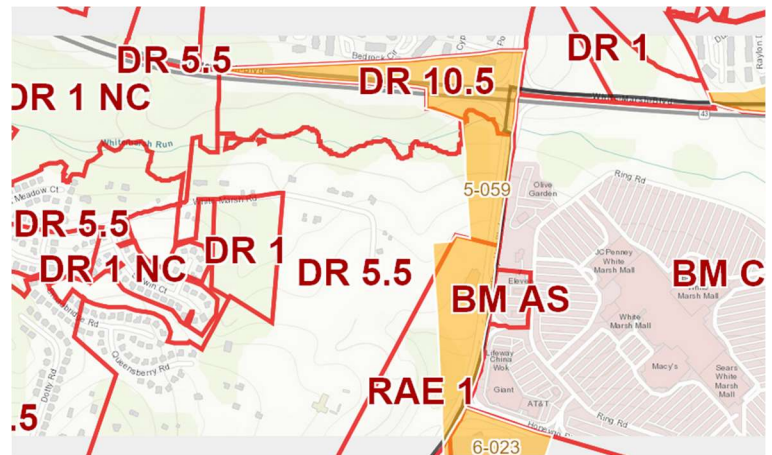 DR 5.5
Bedrock Cir
DR 1
DR 10.5
DR 1 NC
White Marsh Run
43
Meadow Ct
5-059
Olive
Garden
Ring Rd
DR 5.5
DR 1
DR 1 NC
DR 5.5
JCPenney
White
Marsh Mall
BM C
Marsh Mall
BM AS
White
Marsh Mall
Queensberry Rd
Dotty Rd
Macy's
Sears
White
Marsh
Mall
China
Wok
Giant
RAE 1
AT&T
Ring Rd
.5
6-023